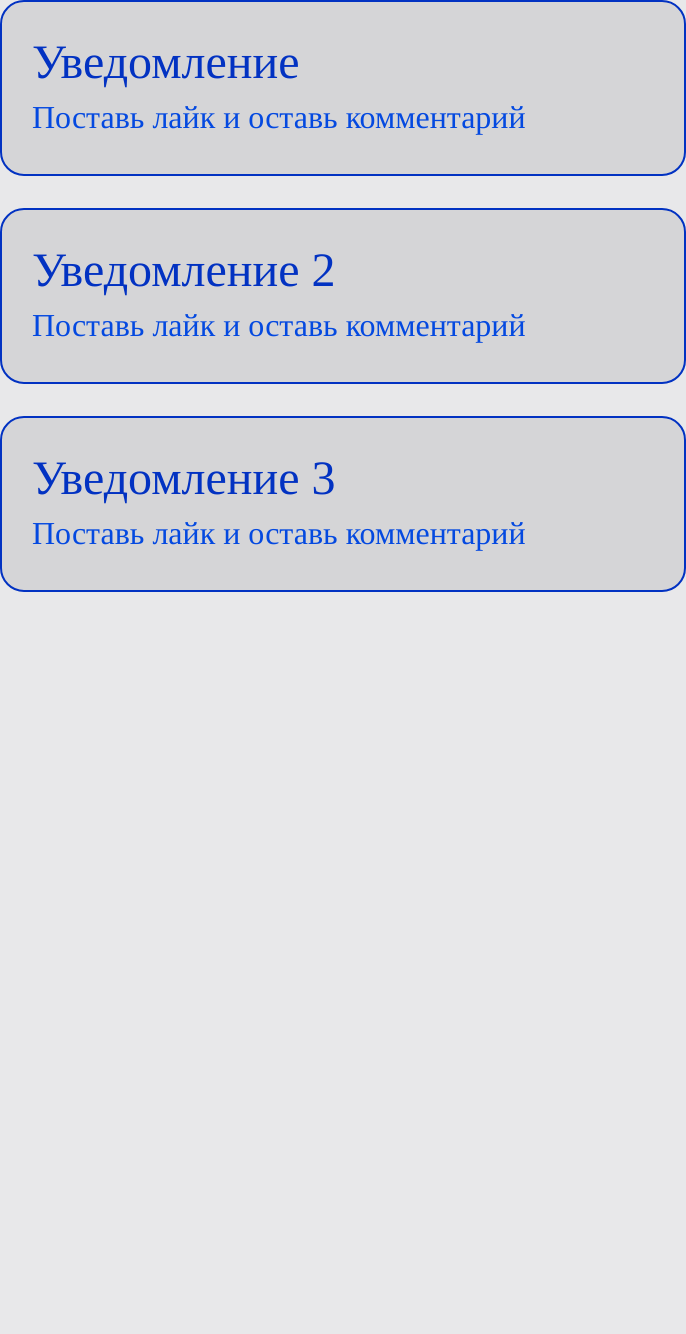 Уведомление
Поставь лайк и оставь комментарий
Уведомление 2
Поставь лайк и оставь комментарий
Уведомление 3
Поставь лайк и оставь комментарий